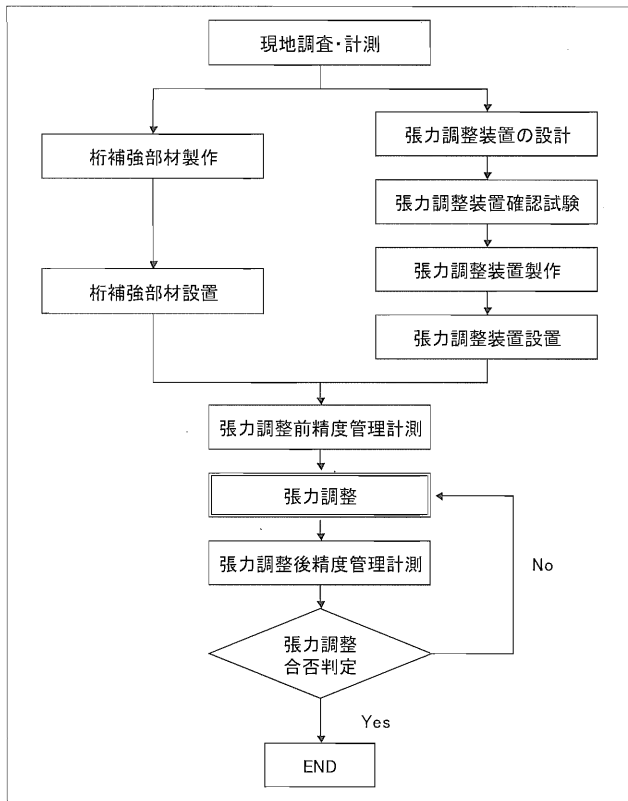 現地調査・計測
張力調整装置の設計
桁補強部材製作
張力調整装置確認試験
張力調整装置製作
桁補強部材設置
張力調整装置設置
張力調整前精度管理計測
張力調整
張力調整後精度管理計測
No
張力調整
合否判定
Yes
END